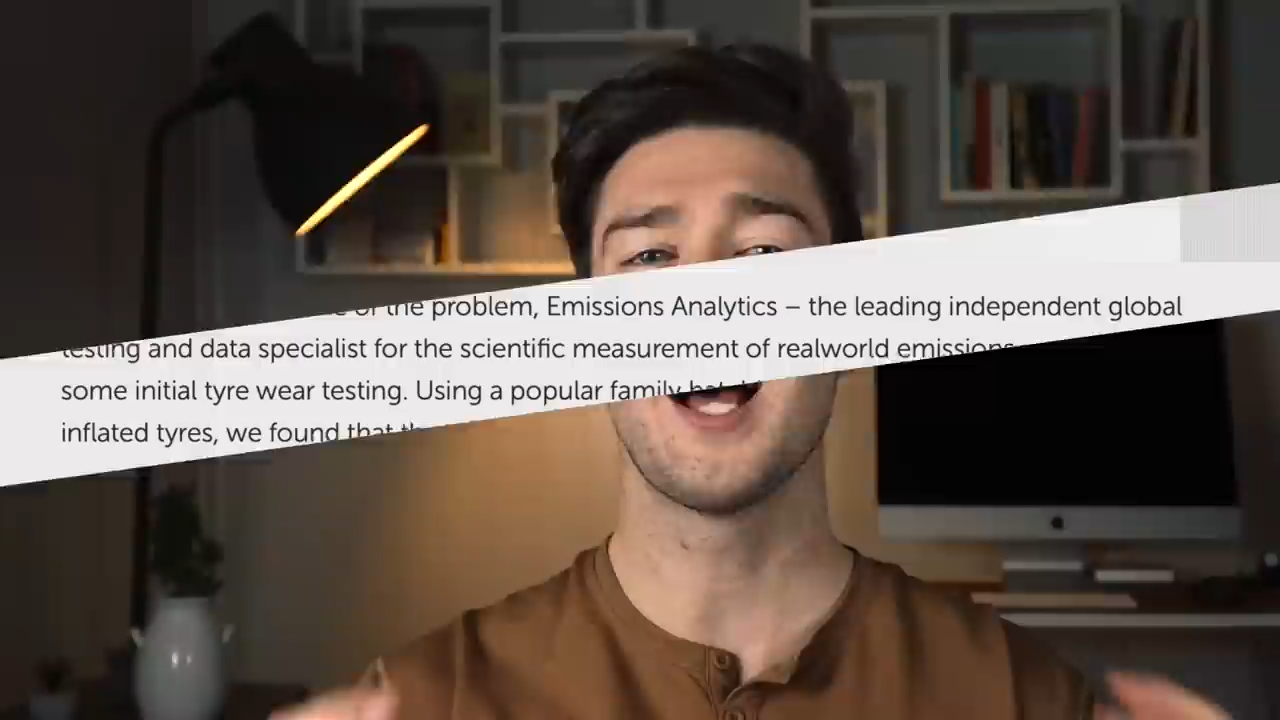 of the problem, Emissions Analytics – the leading independent global
testing and data specialist for the scientific measurement of realworld emissions
some initial tyre wear testing. Using a popular family
inflated tyres, we found that